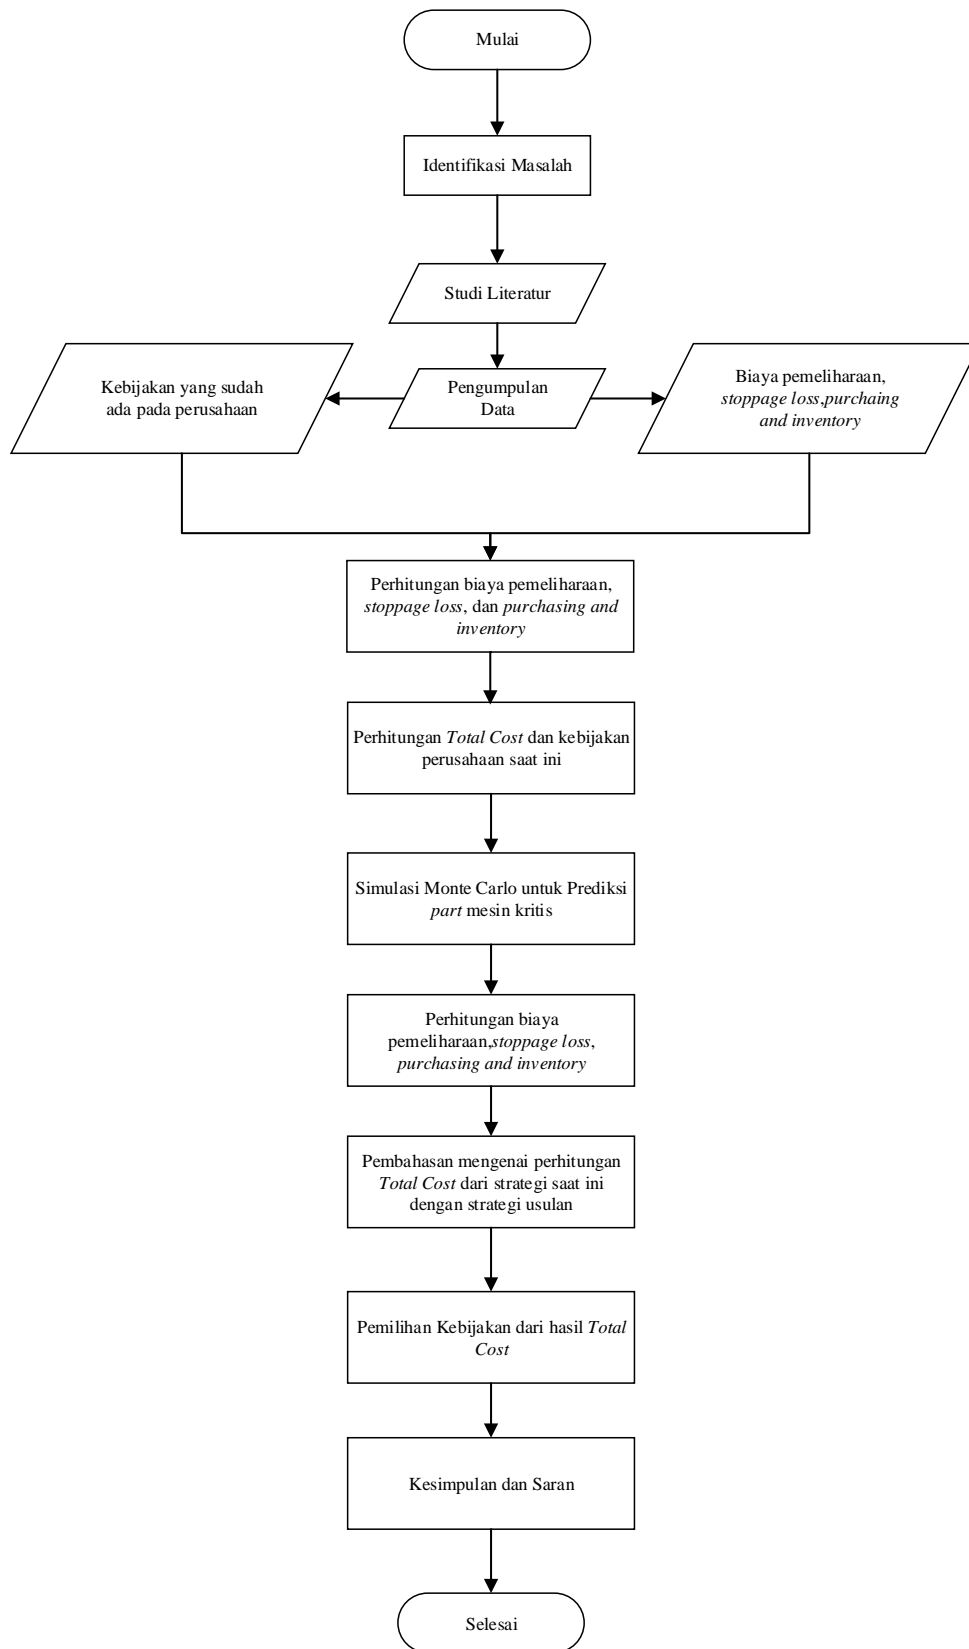 Mulai
Identifikasi Masalah
Studi Literatur
Kebijakan yang sudah
ada pada perusahaan
Pengumpulan
Data
Biaya pemeliharaan,
stoppage loss,purchaing
and inventory
Perhitungan biaya pemeliharaan,
stoppage loss, dan purchasing and
inventory
Perhitungan Total Cost dan kebijakan
perusahaan saat ini
Simulasi Monte Carlo untuk Prediksi
part mesin kritis
Perhitungan biaya
pemeliharaan,stoppage loss,
purchasing and inventory
Pembahasan mengenai perhitungan
Total Cost dari strategi saat ini
dengan strategi usulan
Pemilihan Kebijakan dari hasil Total
Cost
Kesimpulan dan Saran
Selesai